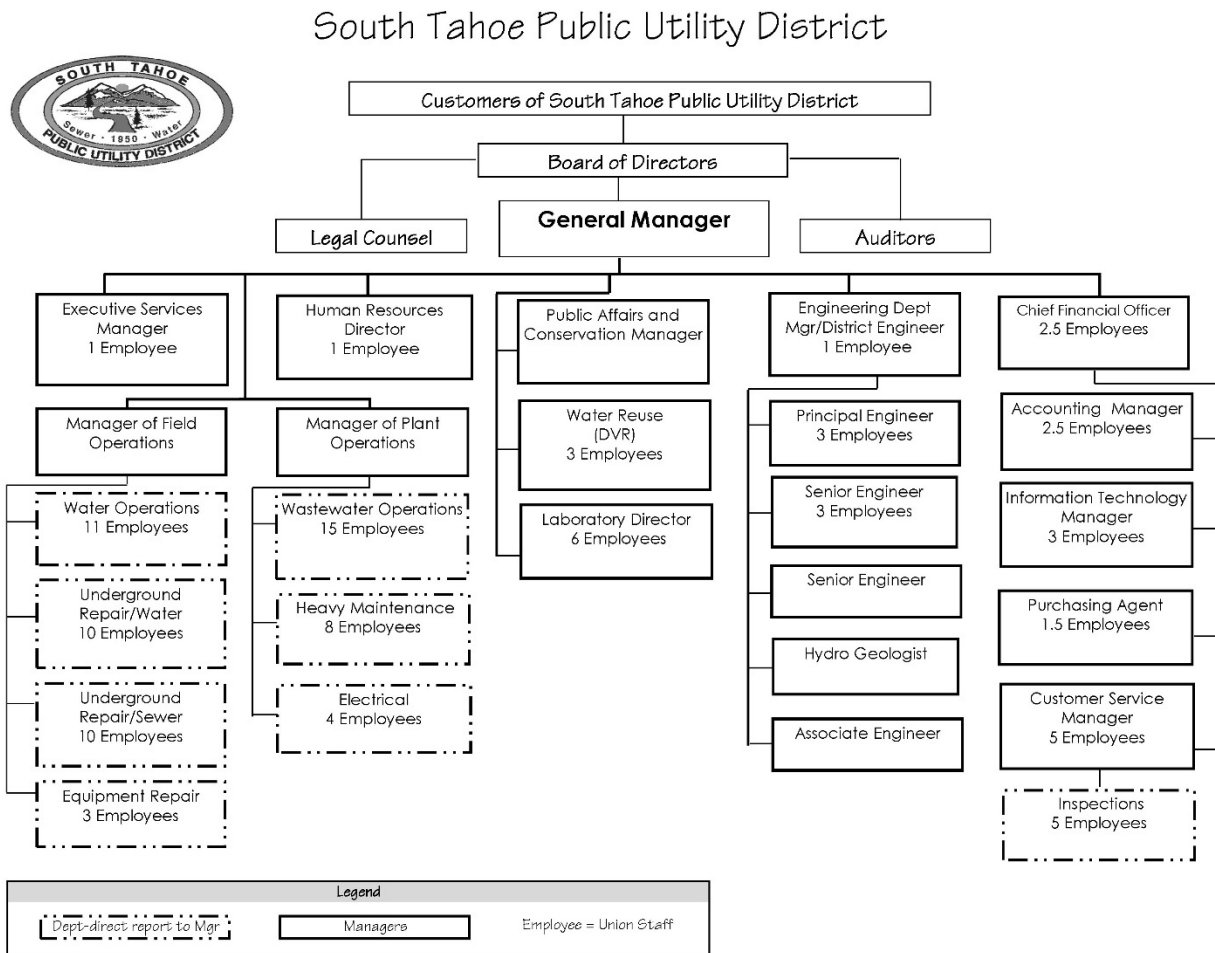 South Tahoe Public Utility District
SOUTH TAHOE
Sewer · 1950 · Water
PUBLIC UTILITY DISTRICT
Customers of South Tahoe Public Utility District
Board of Directors
General Manager
Legal Counsel
Auditors
Executive Services
Manager
1 Employee
Human Resources
Director
1 Employee
Public Affairs and
Conservation Manager
Engineering Dept
Mgr/District Engineer
1 Employee
Chief Financial Officer
2.5 Employees
Manager of Field
Operations
Manager of Plant
Operations
Water Reuse
(DVR)
3 Employees
Principal Engineer
3 Employees
Accounting Manager
2.5 Employees
Water Operations
11 Employees
Wastewater Operations
15 Employees
Laboratory Director
6 Employees
Senior Engineer
3 Employees
Information Technology
Manager
3 Employees
Underground
Repair/Water
10 Employees
Heavy Maintenance
8 Employees
Senior Engineer
Purchasing Agent
1.5 Employees
Underground
Repair/Sewer
10 Employees
Electrical
4 Employees
Hydro Geologist
Customer Service
Manager
5 Employees
Associate Engineer
Equipment Repair
3 Employees
Inspections
5 Employees
Legend
Dept-direct report to Mgr
Managers
Employee = Union Staff